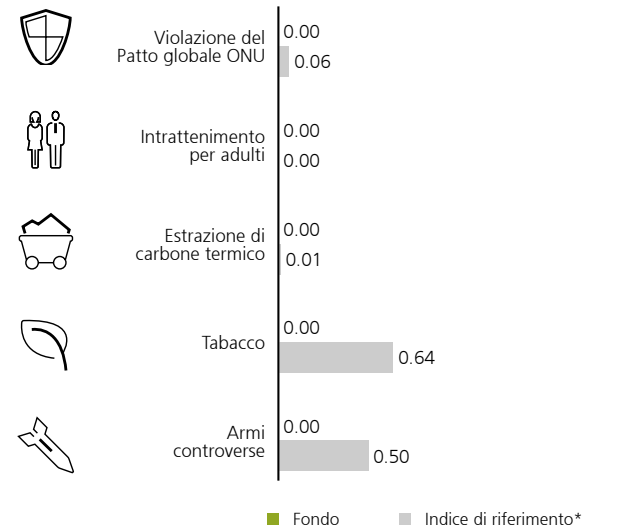 Violazione del
Patto globale ONU
0.00
0.06
Intrattenimento
per adulti
0.00
0.00
Estrazione di
carbone termico
0.00
0.01
Tabacco
0.00
0.64
Armi
controverse
0.00
0.50
Fondo
Indice di riferimento*